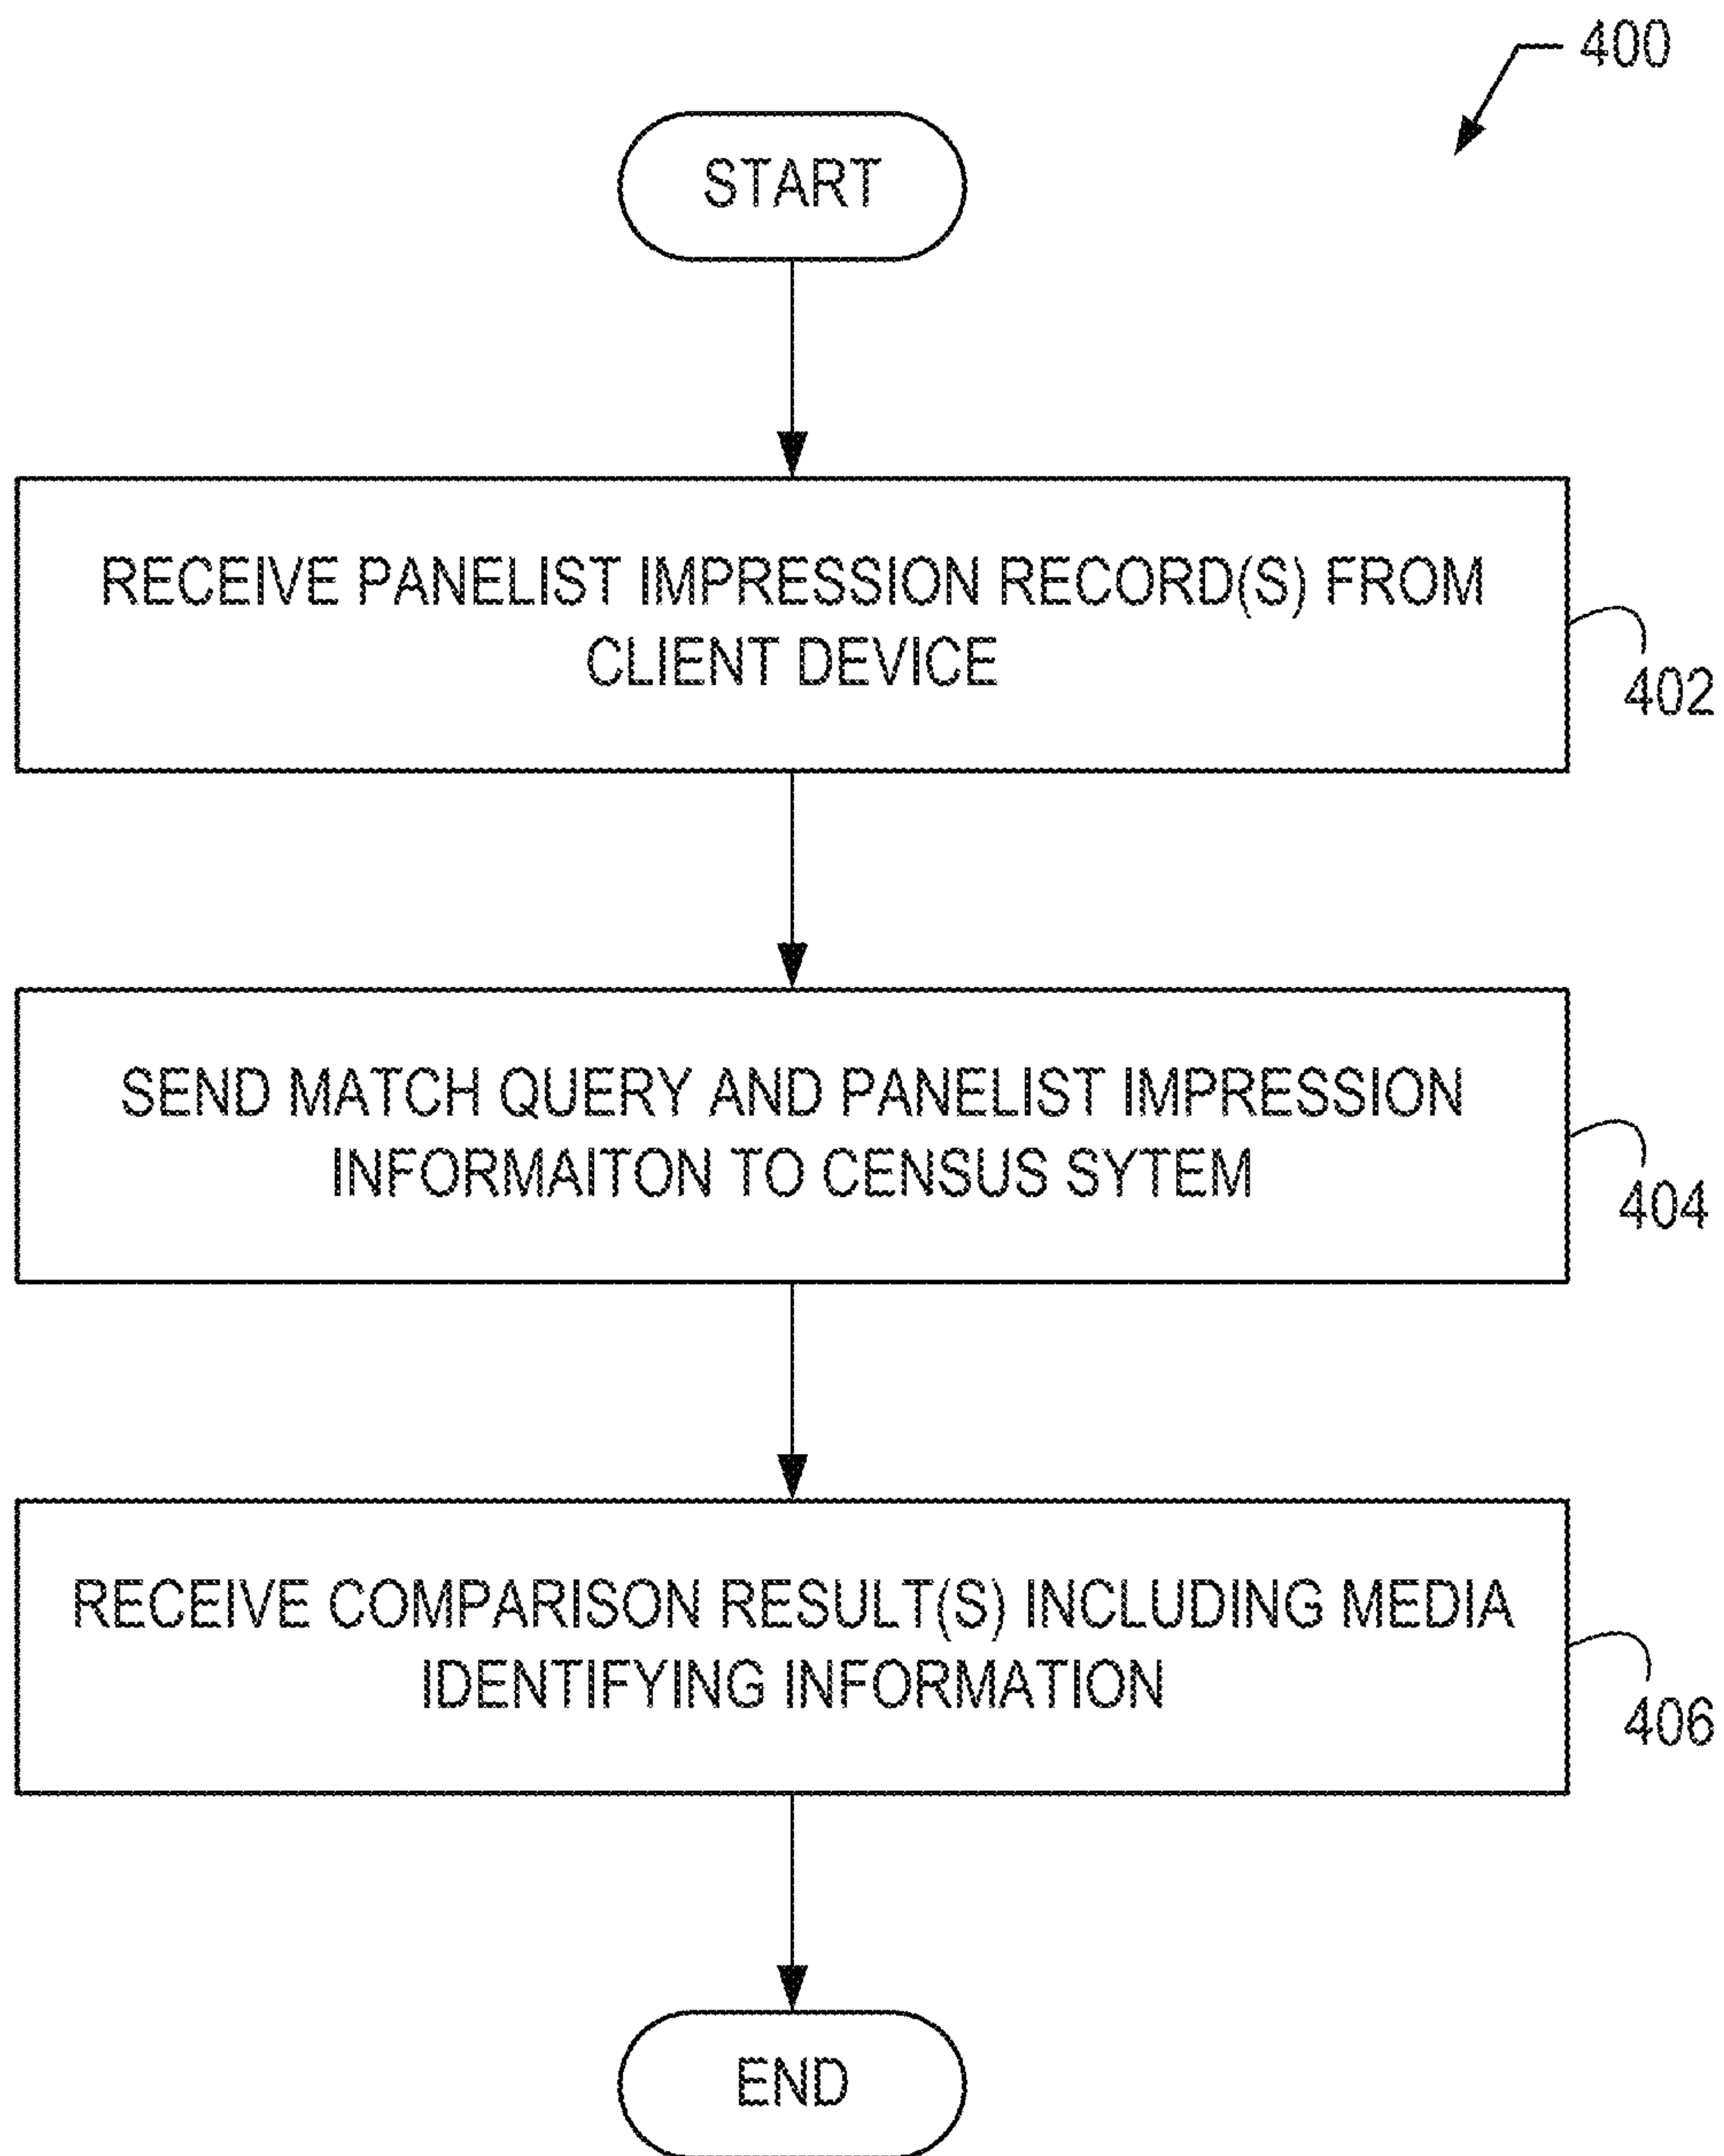 400
START
RECEIVE PANELIST IMPRESSION RECORD(S) FROM
CLIENT DEVICE
402
SEND MATCH QUERY AND PANELIST IMPRESSION
INFORMAITON TO CENSUS SYTEM
404
RECEIVE COMPARISON RESULT(S) INCLUDING MEDIA
IDENTIFYING INFORMATION
406
END